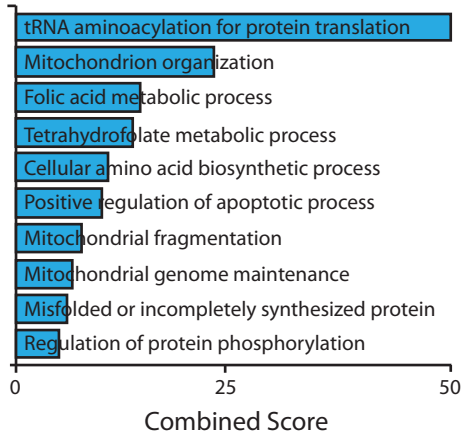 tRNA aminoacylation for protein translation
Mitochondrion organization
Folic acid metabolic process
Tetrahydrofolate metabolic process
Cellular amino acid biosynthetic process
Positive regulation of apoptotic process
Mitochondrial fragmentation
Mitochondrial genome maintenance
Misfolded or incompletely synthesized protein
Regulation of protein phosphorylation
0 25 50
Combined Score